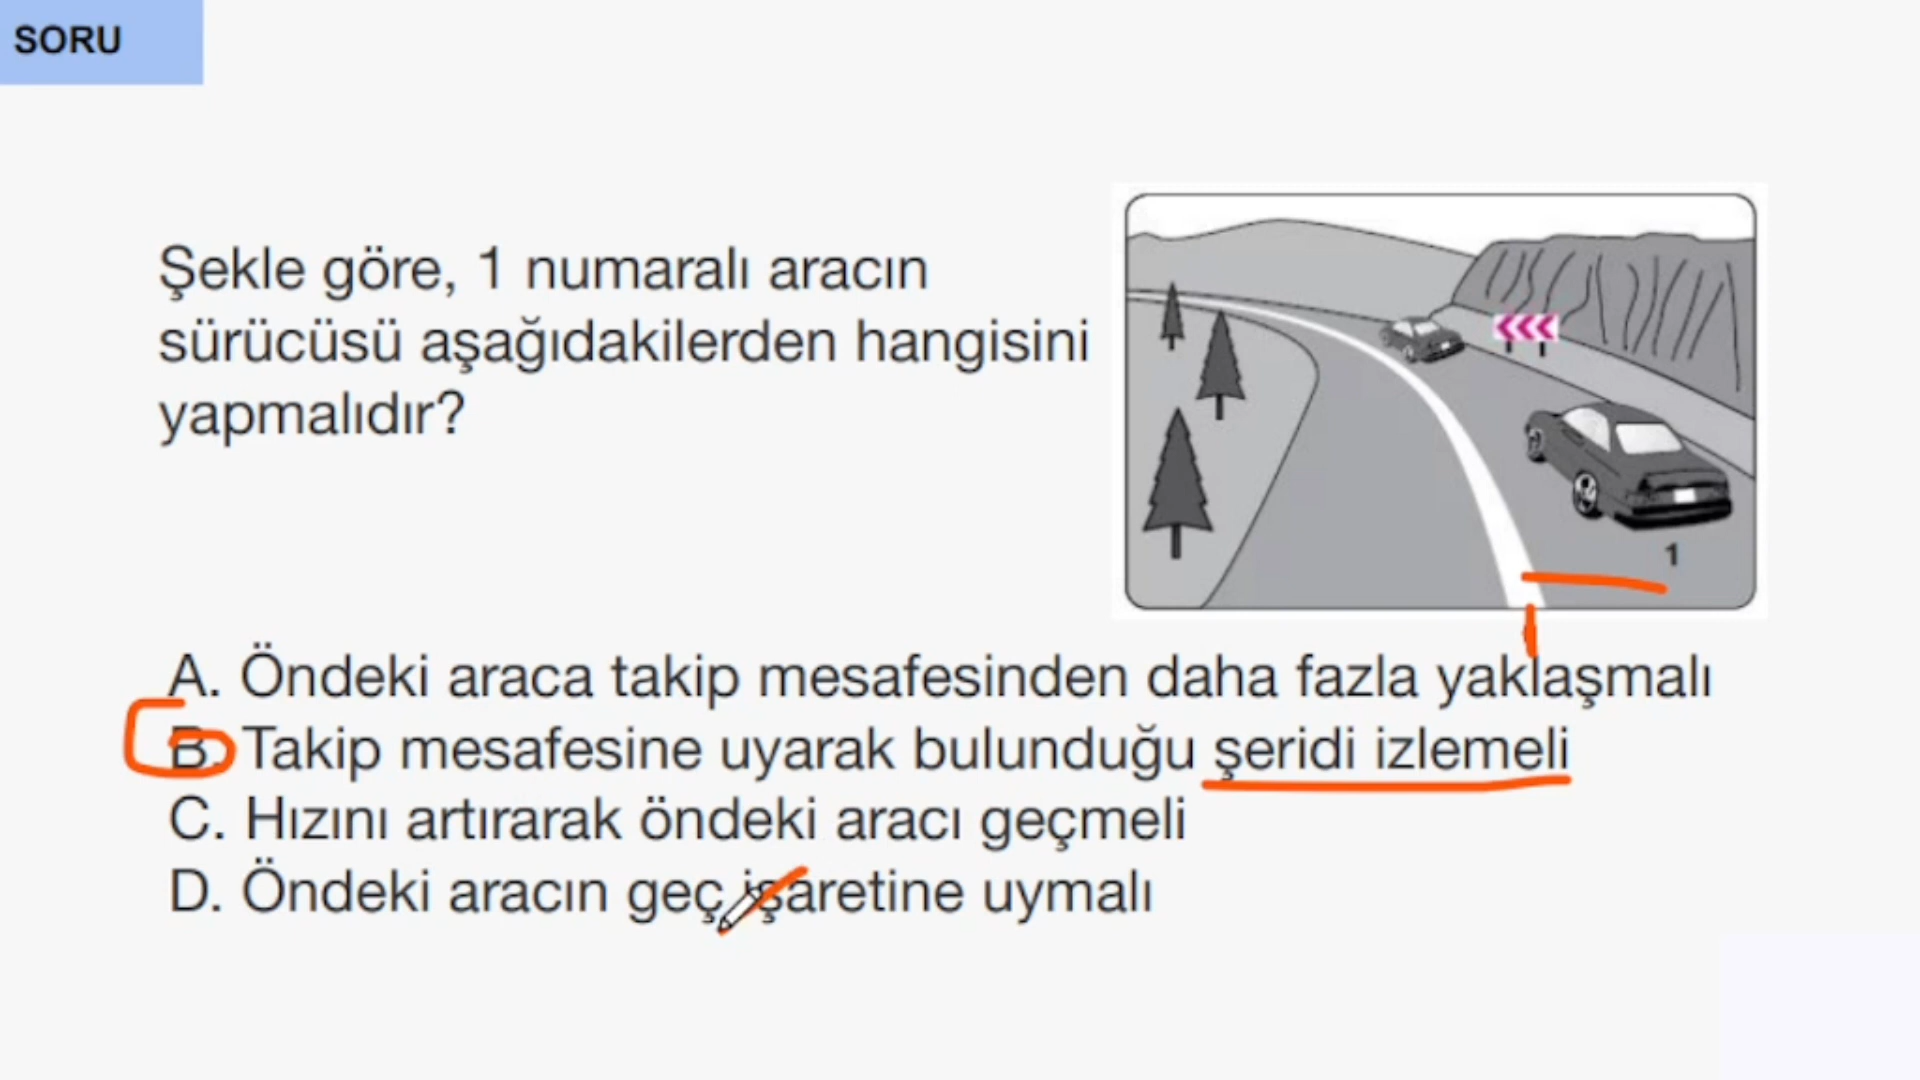 SORU
Şekle göre, 1 numaralı aracın
sürücüsü aşağıdakilerden hangisini
yapmalıdır?
1
A. Öndeki araca takip mesafesinden daha fazla yaklaşmalı
B. Takip mesafesine uyarak bulunduğu şeridi izlemeli
C. Hızını artırarak öndeki aracı geçmeli
D. Öndeki aracın geç işaretine uymalı